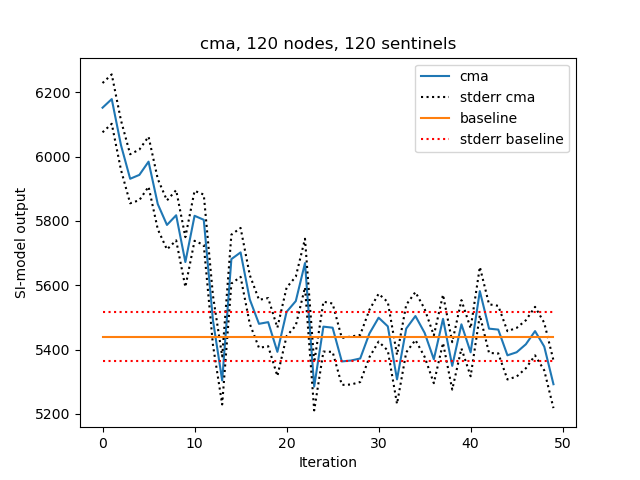 cma, 120 nodes, 120 sentinels
cma
stderr cma
baseline
stderr baseline
SI-model output
6200
6000
5800
5600
5400
5200
0 10 20 30 40 50
Iteration